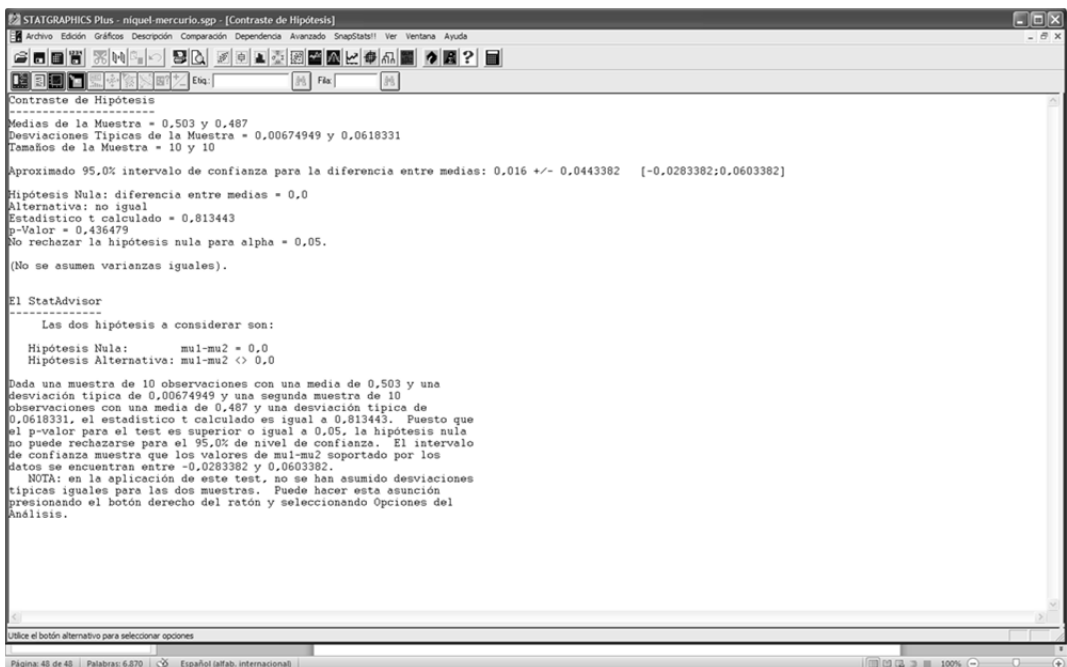 STATGRAPHICS Plus - níquel-mercurio.sgp - [Contraste de Hipótesis]
Archivo Edición Gráficos Descripción Comparación Dependencia Avanzado SnapStats!! Ver Ventana Ayuda
Etiq.: Fila:
Contraste de Hipótesis
----------------------
Medias de la Muestra = 0,503 y 0,487
Desviaciones Típicas de la Muestra = 0,00674949 y 0,0618331
Tamaños de la Muestra = 10 y 10
Aproximado 95,0% intervalo de confianza para la diferencia entre medias: 0,016 +/- 0,0443382 [-0,0283382;0,0603382]
Hipótesis Nula: diferencia entre medias = 0,0
Alternativa: no igual
Estadístico t calculado = 0,813443
p-Valor = 0,436479
No rechazar la hipótesis nula para alpha = 0,05.
(No se asumen varianzas iguales).
El StatAdvisor
--------------
Las dos hipótesis a considerar son:
Hipótesis Nula: mu1-mu2 = 0,0
Hipótesis Alternativa: mu1-mu2 <> 0,0
Dada una muestra de 10 observaciones con una media de 0,503 y una
desviación típica de 0,00674949 y una segunda muestra de 10
observaciones con una media de 0,487 y una desviación típica de
0,0618331, el estadístico t calculado es igual a 0,813443. Puesto que
el p-valor para el test es superior o igual a 0,05, la hipótesis nula
no puede rechazarse para el 95,0% de nivel de confianza. El intervalo
de confianza muestra que los valores de mu1-mu2 soportado por los
datos se encuentran entre -0,0283382 y 0,0603382.
NOTA: en la aplicación de este test, no se han asumido desviaciones
típicas iguales para las dos muestras. Puede hacer esta asunción
presionando el botón derecho del ratón y seleccionando Opciones del
Análisis.
Utilice el botón alternativo para seleccionar opciones
Página: 48 de 48 Palabras: 6.870 Español (alfab. internacional) 100%